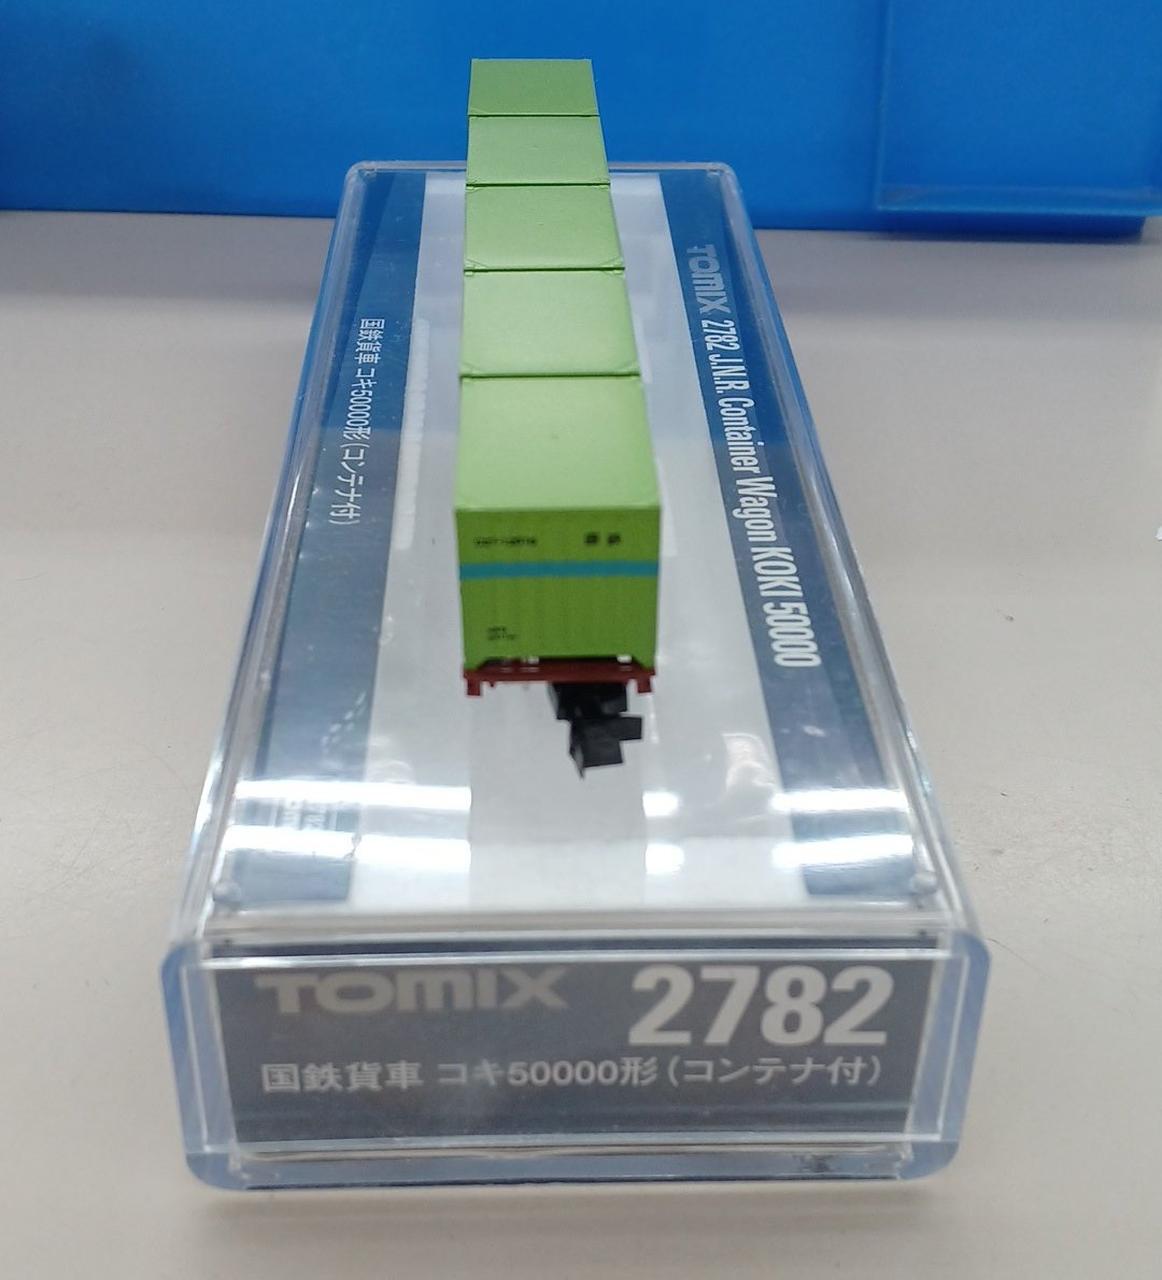 TOMIX 2782 J.N.R. Container Wagon KOKI 50000
国鉄貨車 コキ50000形(コンテナ付)
TOMIX 2782
国鉄貨車 コキ50000形(コンテナ付)